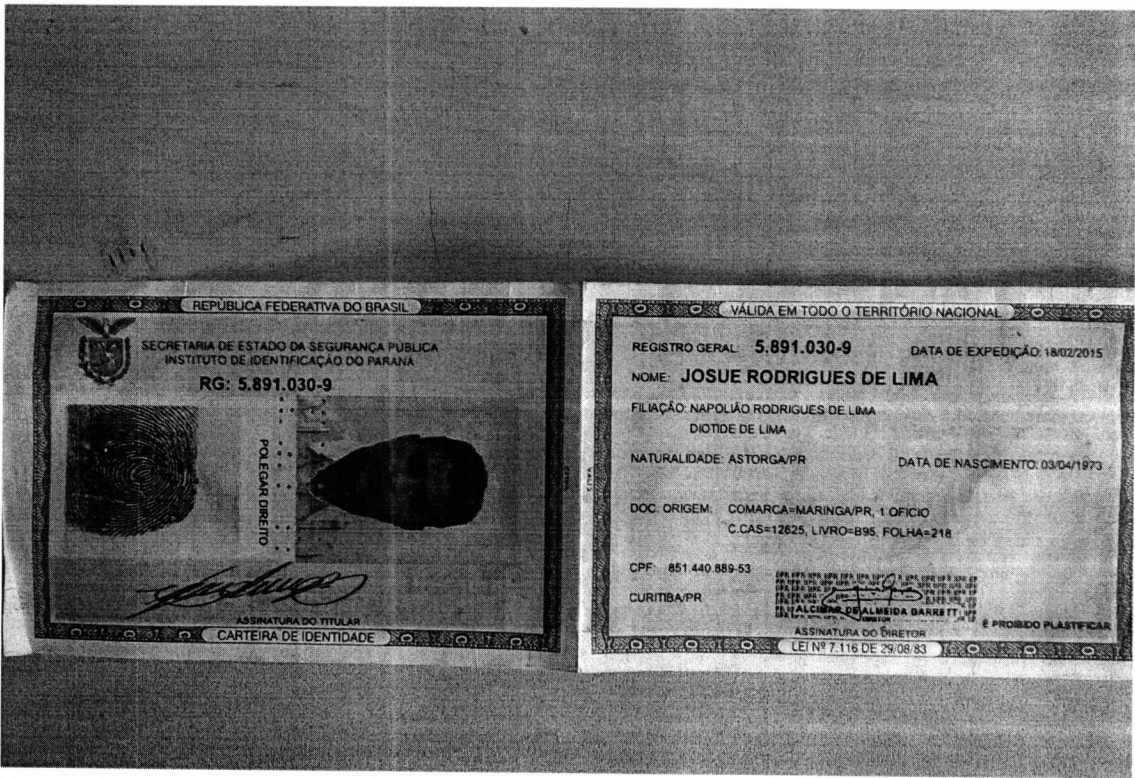 REPÚBLICA FEDERATIVA DO BRASIL
SECRETARIA DE ESTADO DA SEGURANÇA PÚBLICA
INSTITUTO DE IDENTIFICAÇÃO DO PARANÁ
RG: 5.891.030-9
POLEGAR DIREITO
ASSINATURA DO TITULAR
CARTEIRA DE IDENTIDADE
VÁLIDA EM TODO O TERRITÓRIO NACIONAL
REGISTRO GERAL: 5.891.030-9 DATA DE EXPEDIÇÃO: 18/02/2015
NOME: JOSUE RODRIGUES DE LIMA
FILIAÇÃO: NAPOLIÃO RODRIGUES DE LIMA
DIOTIDE DE LIMA
NATURALIDADE: ASTORGA/PR DATA DE NASCIMENTO: 03/04/1973
DOC. ORIGEM: COMARCA=MARINGA/PR, 1 OFICIO
C.CAS=12625, LIVRO=B95, FOLHA=218
CPF: 851.440.889-53
CURITIBA/PR
ALCIMAR DE ALMEIDA GARRETT
DIRETOR
ASSINATURA DO DIRETOR
É PROIBIDO PLASTIFICAR
LEI Nº 7.116 DE 29/08/83